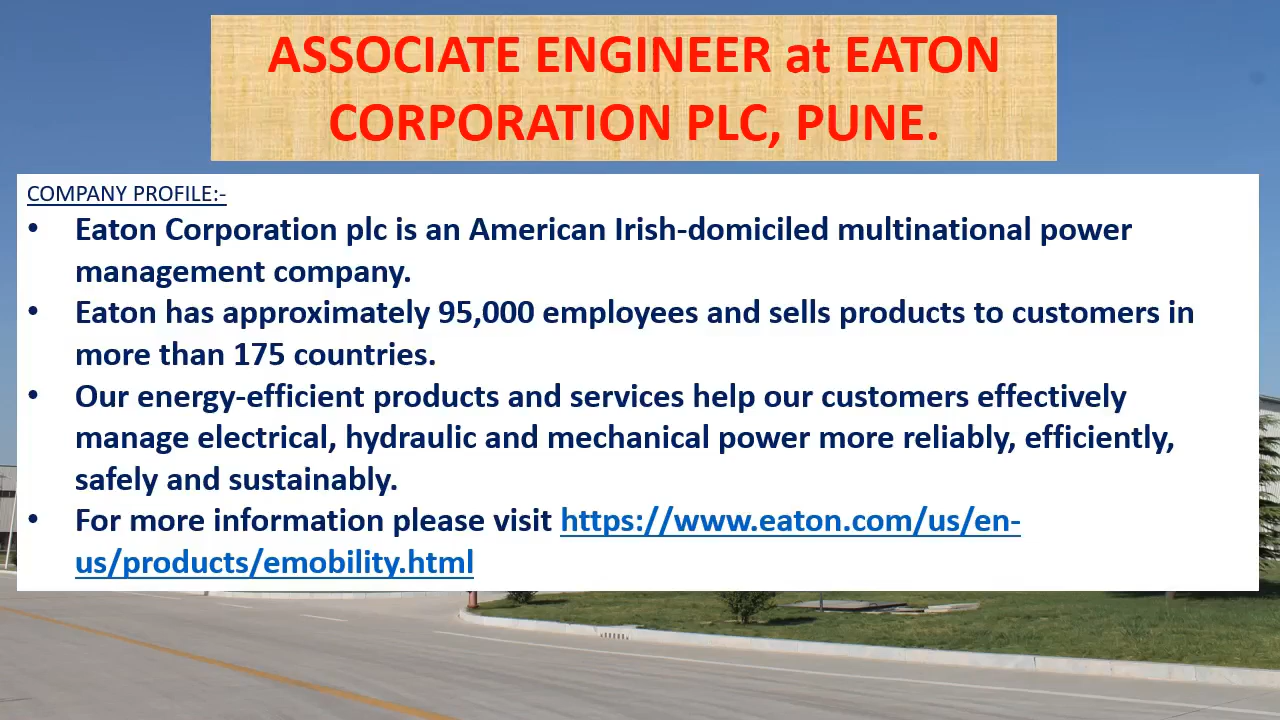 ASSOCIATE ENGINEER at EATON
CORPORATION PLC, PUNE.
COMPANY PROFILE:-
• Eaton Corporation plc is an American Irish-domiciled multinational power
management company.
• Eaton has approximately 95,000 employees and sells products to customers in
more than 175 countries.
• Our energy-efficient products and services help our customers effectively
manage electrical, hydraulic and mechanical power more reliably, efficiently,
safely and sustainably.
• For more information please visit https://www.eaton.com/us/en-
us/products/emobility.html